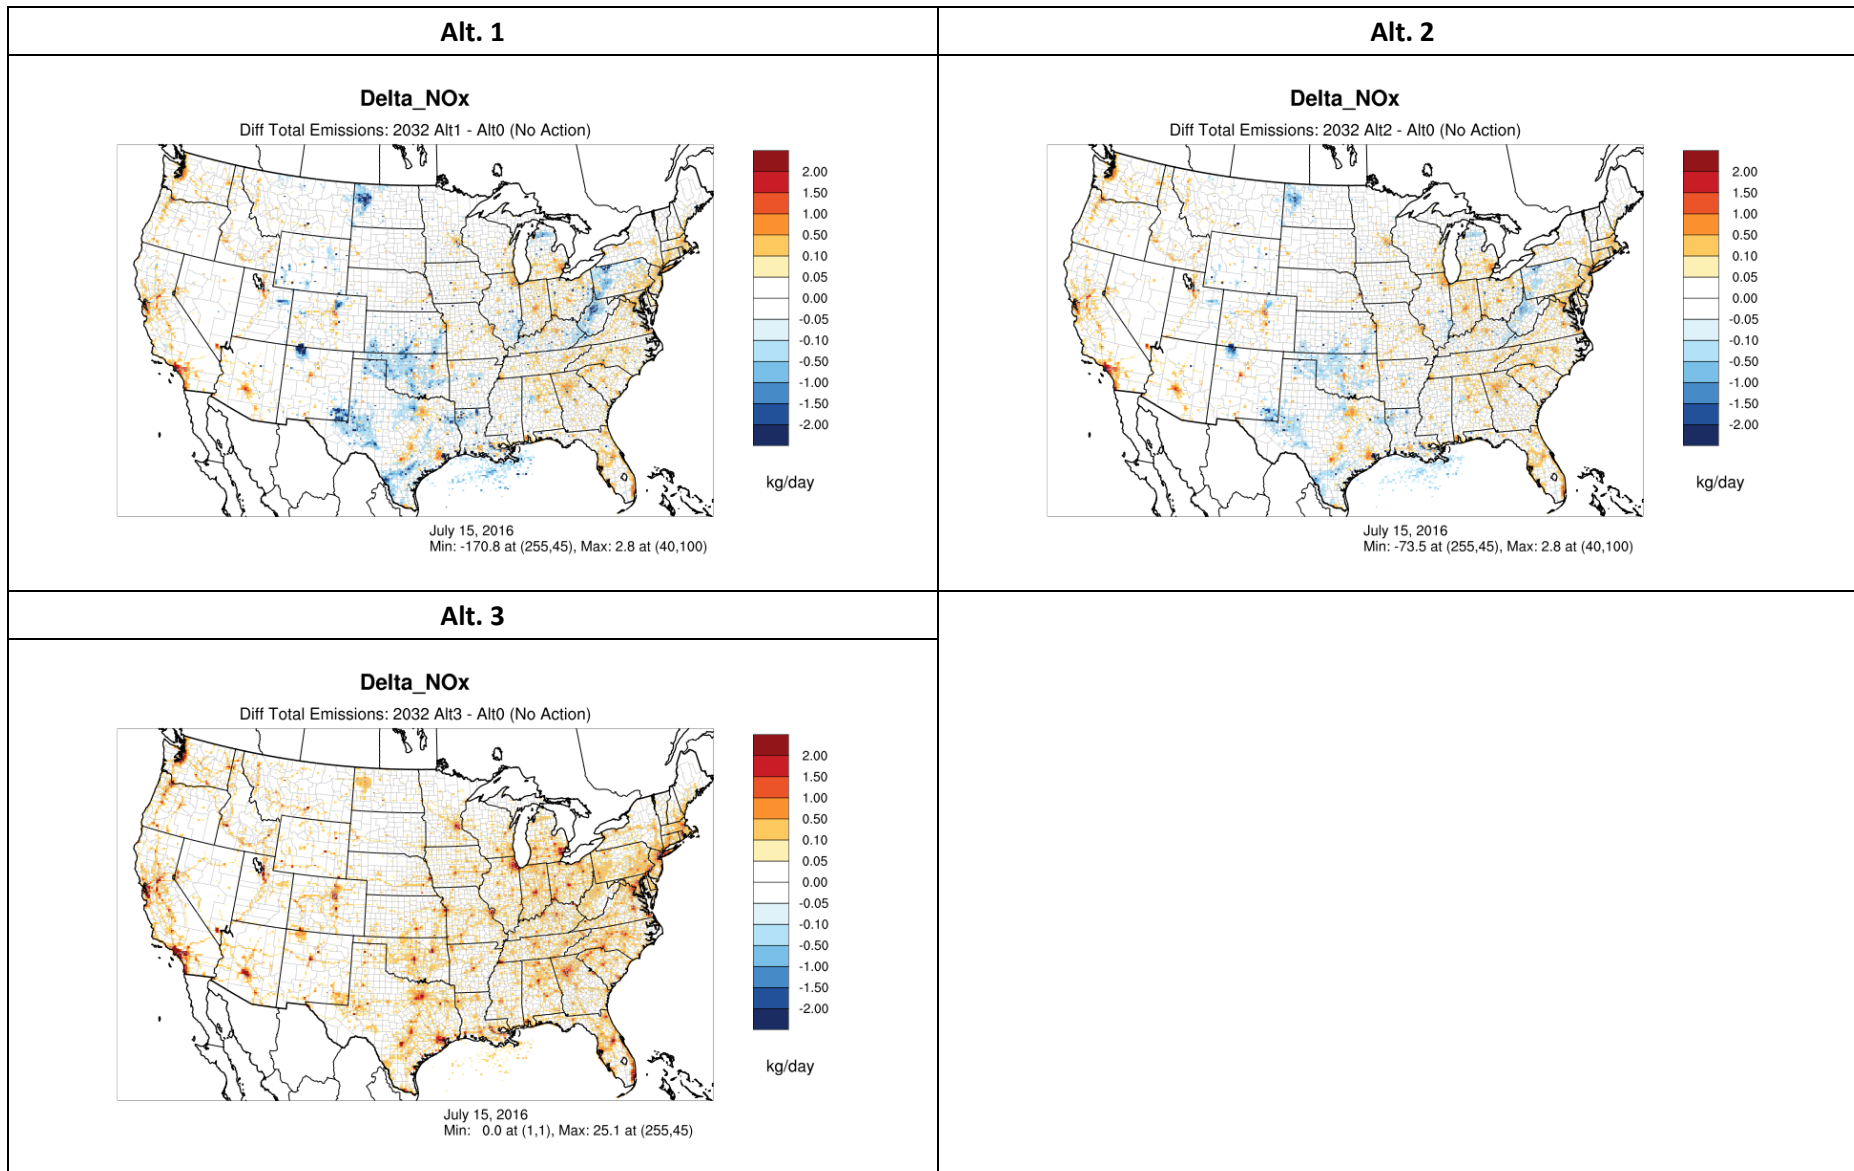 Alt. 1
Delta_NOx
Diff Total Emissions: 2032 Alt1 - Alt0 (No Action)
2.00
1.50
1.00
0.50
0.10
0.05
0.00
-0.05
-0.10
-0.50
-1.00
-1.50
-2.00
kg/day
July 15, 2016
Min: -170.8 at (255,45), Max: 2.8 at (40,100)
Alt. 2
Delta_NOx
Diff Total Emissions: 2032 Alt2 - Alt0 (No Action)
2.00
1.50
1.00
0.50
0.10
0.05
0.00
-0.05
-0.10
-0.50
-1.00
-1.50
-2.00
kg/day
July 15, 2016
Min: -73.5 at (255,45), Max: 2.8 at (40,100)
Alt. 3
Delta_NOx
Diff Total Emissions: 2032 Alt3 - Alt0 (No Action)
2.00
1.50
1.00
0.50
0.10
0.05
0.00
-0.05
-0.10
-0.50
-1.00
-1.50
-2.00
kg/day
July 15, 2016
Min: 0.0 at (1,1), Max: 25.1 at (255,45)